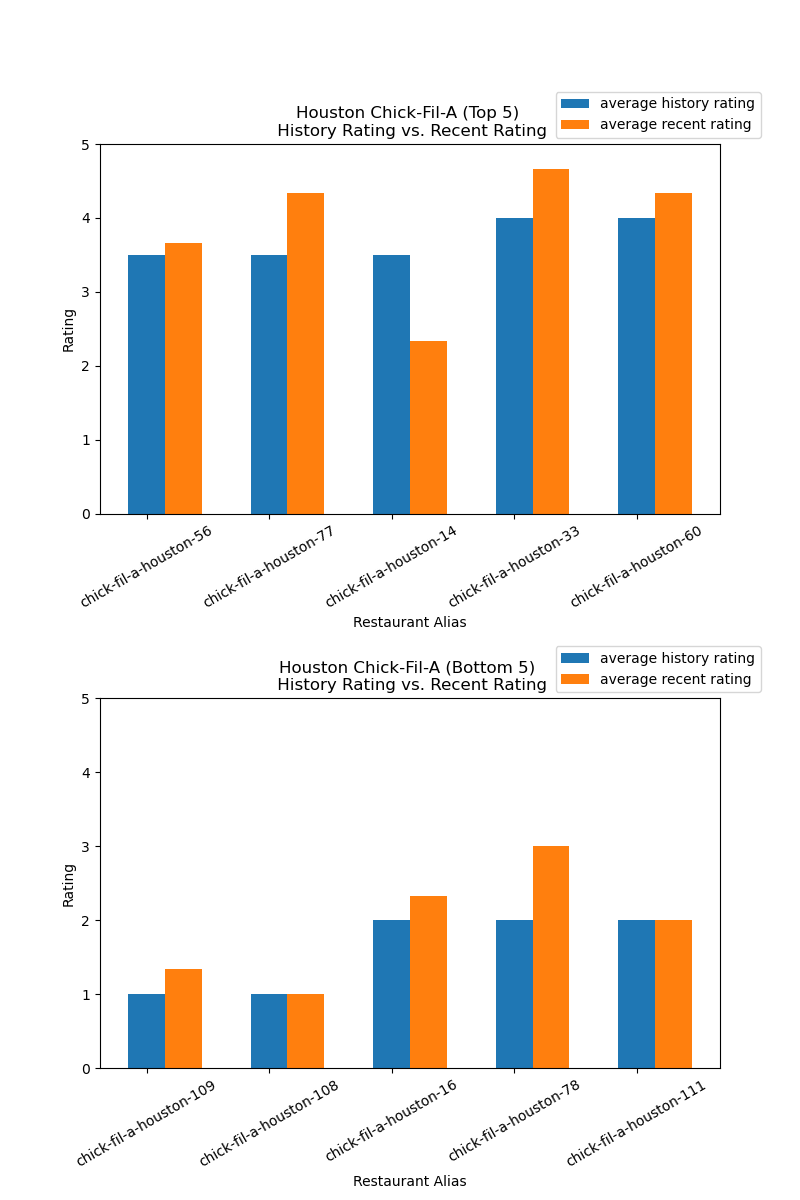 Houston Chick-Fil-A (Top 5)
History Rating vs. Recent Rating
average history rating
average recent rating
Rating
5
4
3
2
1
0
chick-fil-a-houston-56
chick-fil-a-houston-77
chick-fil-a-houston-14
chick-fil-a-houston-33
chick-fil-a-houston-60
Restaurant Alias
Houston Chick-Fil-A (Bottom 5)
History Rating vs. Recent Rating
average history rating
average recent rating
Rating
5
4
3
2
1
0
chick-fil-a-houston-109
chick-fil-a-houston-108
chick-fil-a-houston-16
chick-fil-a-houston-78
chick-fil-a-houston-111
Restaurant Alias